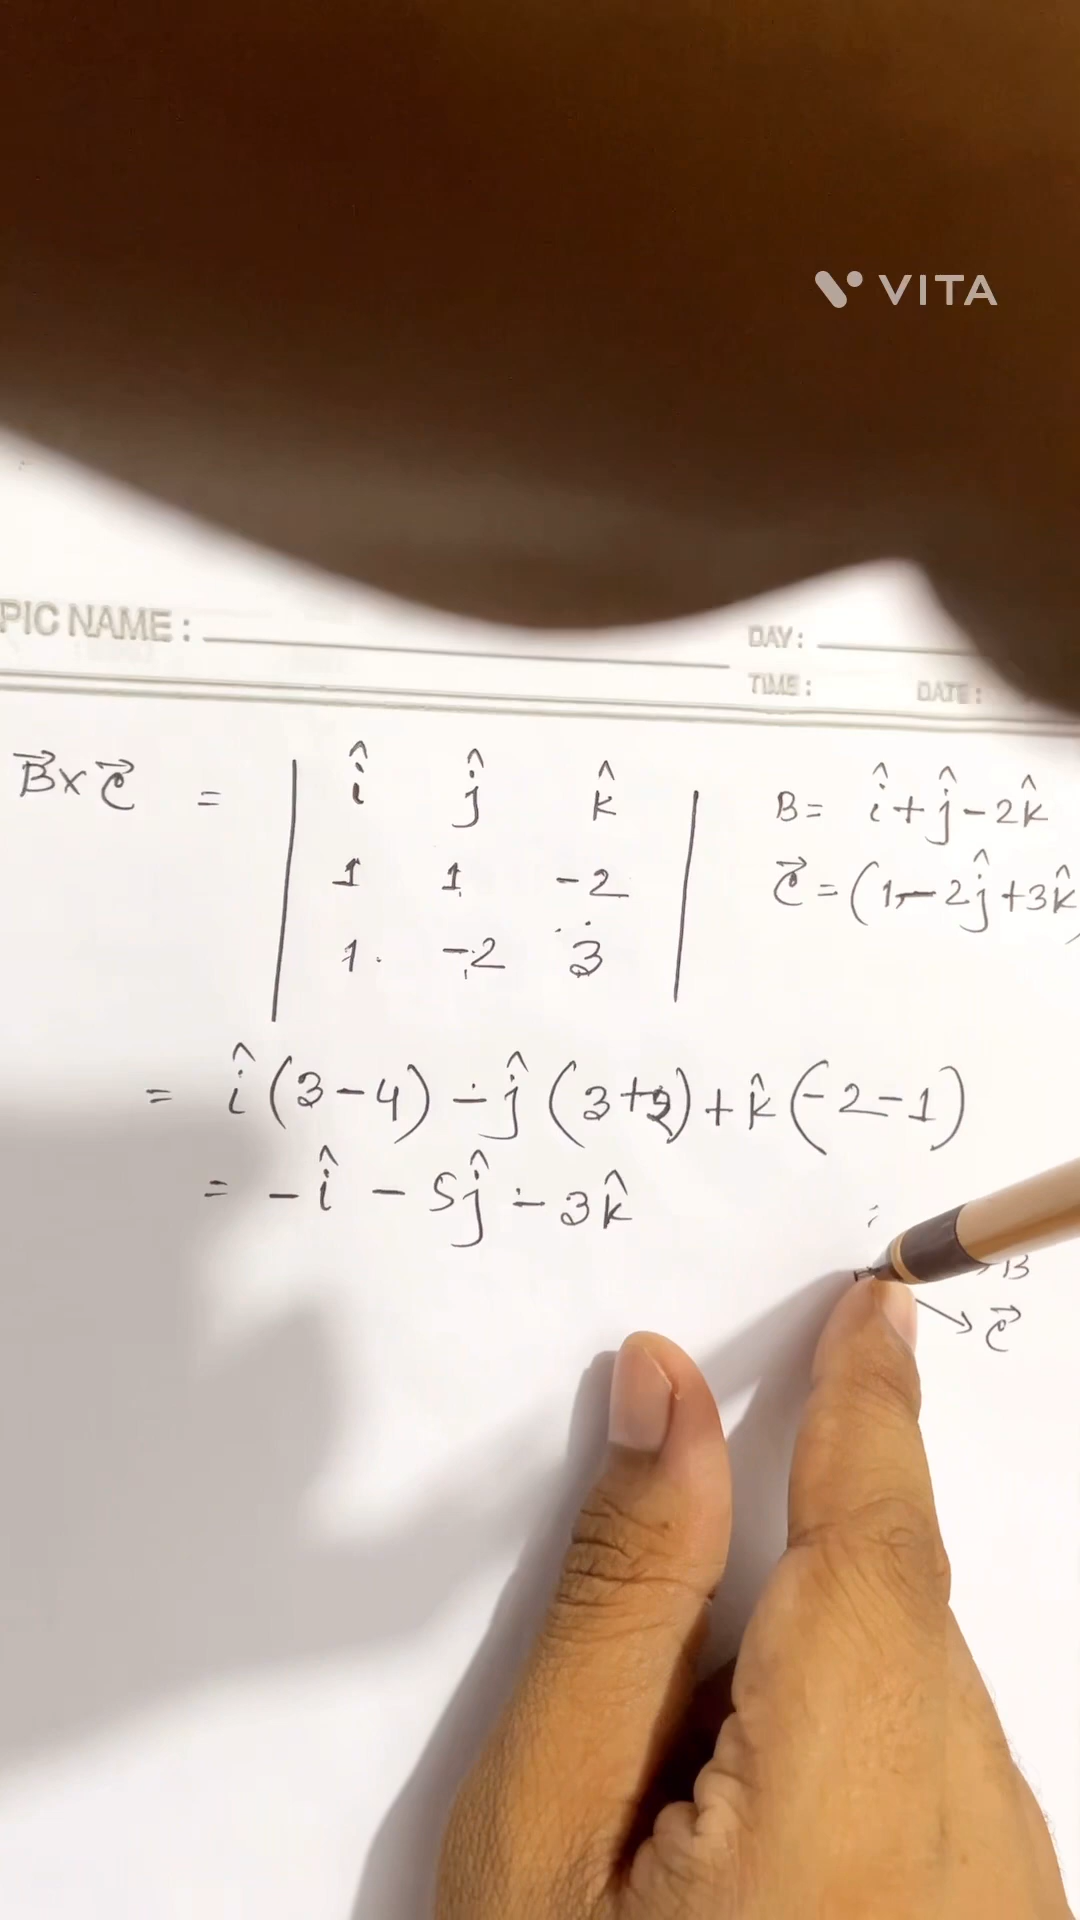 VITA
PIC NAME :
DAY :
TIME : DATE :
B⃗×C⃗ = | î ĵ k̂ | B = î+ĵ-2k̂
1 1 -2 C⃗ = (1,-2ĵ+3k̂)
1. -2 3
= î(3-4) - ĵ(3+2) + k̂(-2-1)
= -î - 5ĵ - 3k̂
=
B
→ C⃗